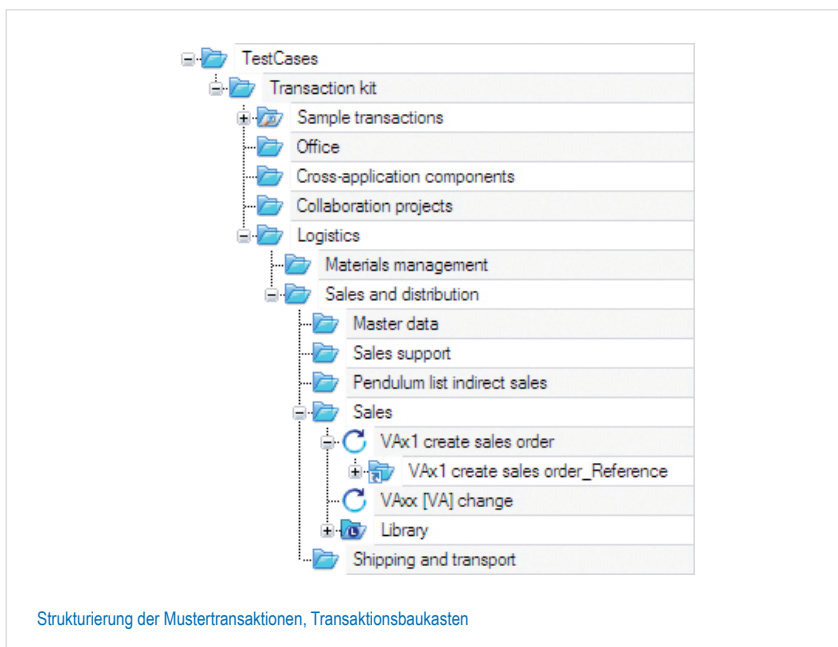 TestCases
Transaction kit
Sample transactions
Office
Cross-application components
Collaboration projects
Logistics
Materials management
Sales and distribution
Master data
Sales support
Pendulum list indirect sales
Sales
VAx1 create sales order
VAx1 create sales order_Reference
VAxx [VA] change
Library
Shipping and transport
Strukturierung der Mustertransaktionen, Transaktionsbaukasten